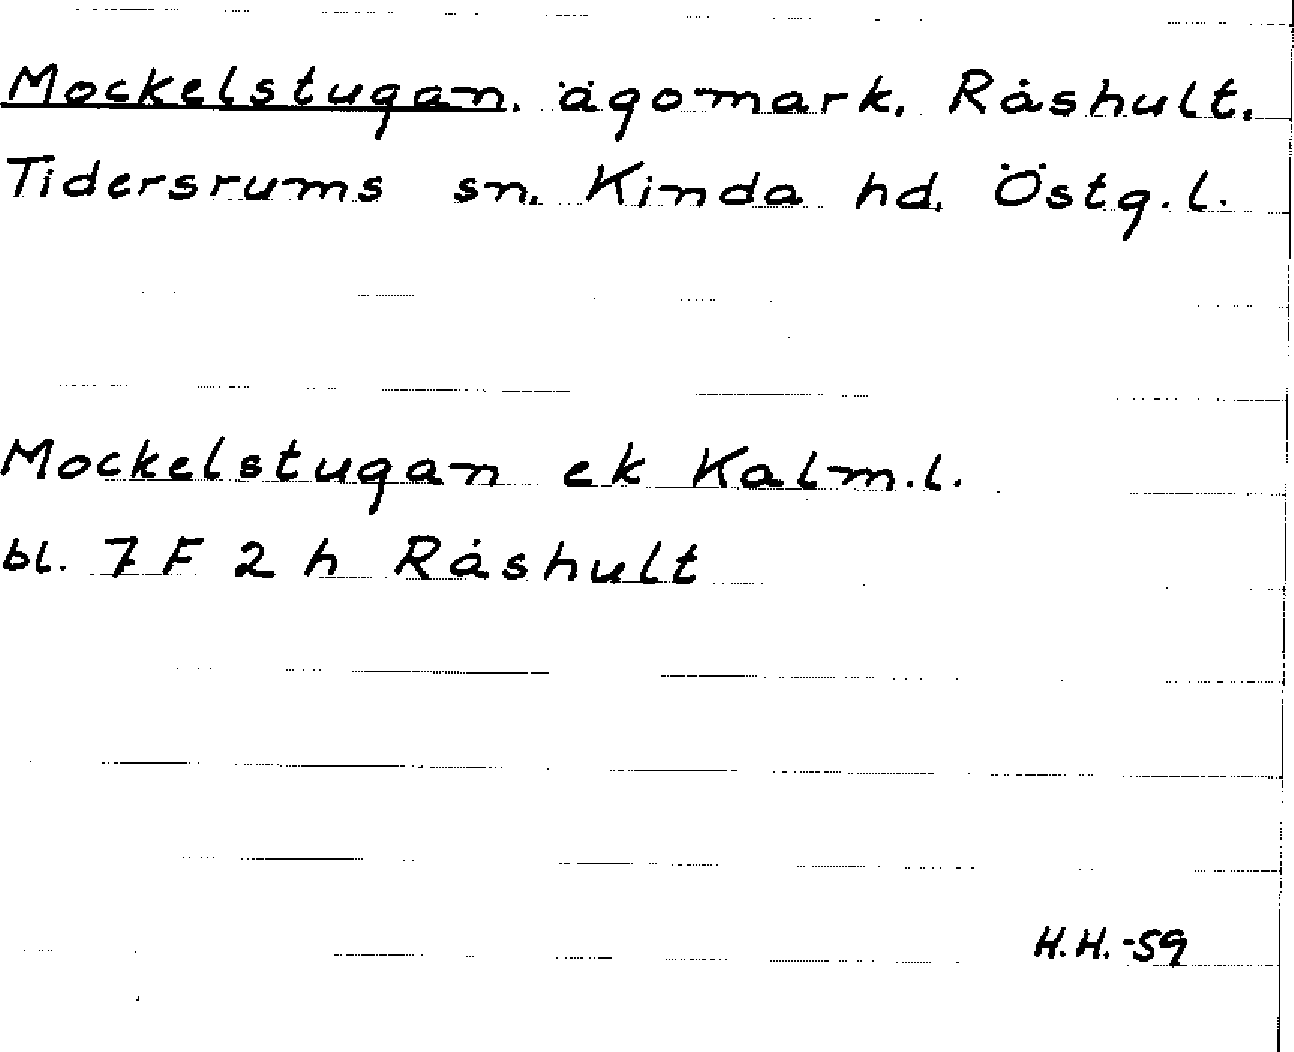 Mockelstugan. ägomark. Råshult.
Tidersrums sn. Kinda hd. Östg.l.
Mockelstugan ek Kalm.l.
bl. 7 F 2 h Råshult
H.H.-59